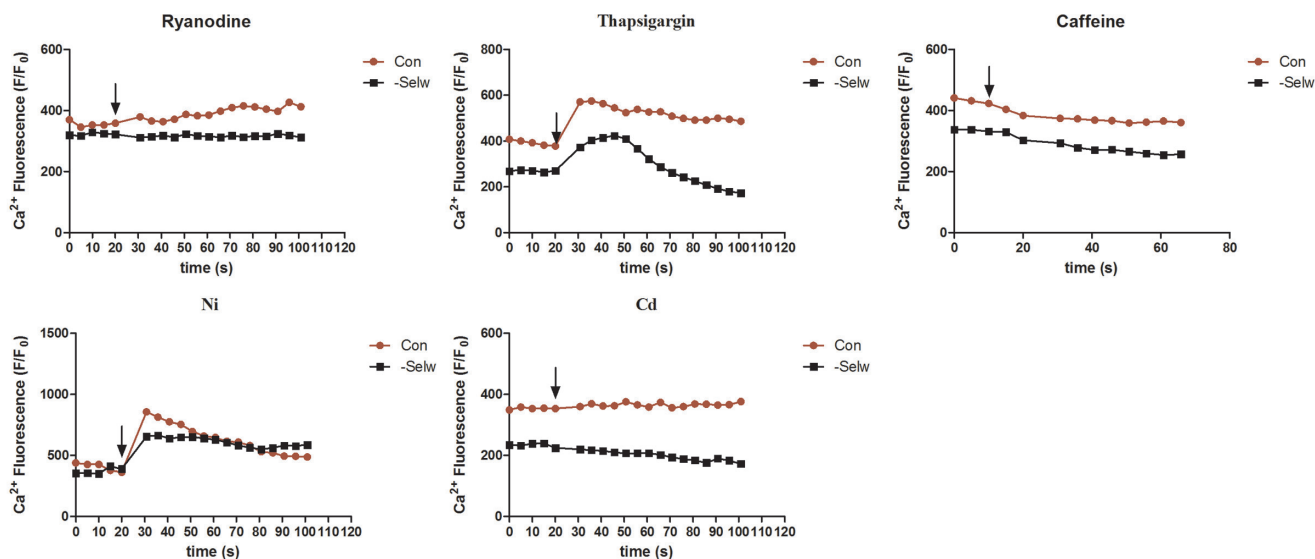 Ryanodine
Ca2+ Fluorescence (F/F0)
600
400
200
0
0 10 20 30 40 50 60 70 80 90 100 110 120
time (s)
Con
-Selw
Thapsigargin
Ca2+ Fluorescence (F/F0)
800
600
400
200
0
0 10 20 30 40 50 60 70 80 90 100 110 120
time (s)
Con
-Selw
Caffeine
Ca2+ Fluorescence (F/F0)
600
400
200
0
0 20 40 60 80
time (s)
Con
-Selw
Ni
Ca2+ Fluorescence (F/F0)
1500
1000
500
0
0 10 20 30 40 50 60 70 80 90 100 110 120
time (s)
Con
-Selw
Cd
Ca2+ Fluorescence (F/F0)
600
400
200
0
0 10 20 30 40 50 60 70 80 90 100 110 120
time (s)
Con
-Selw